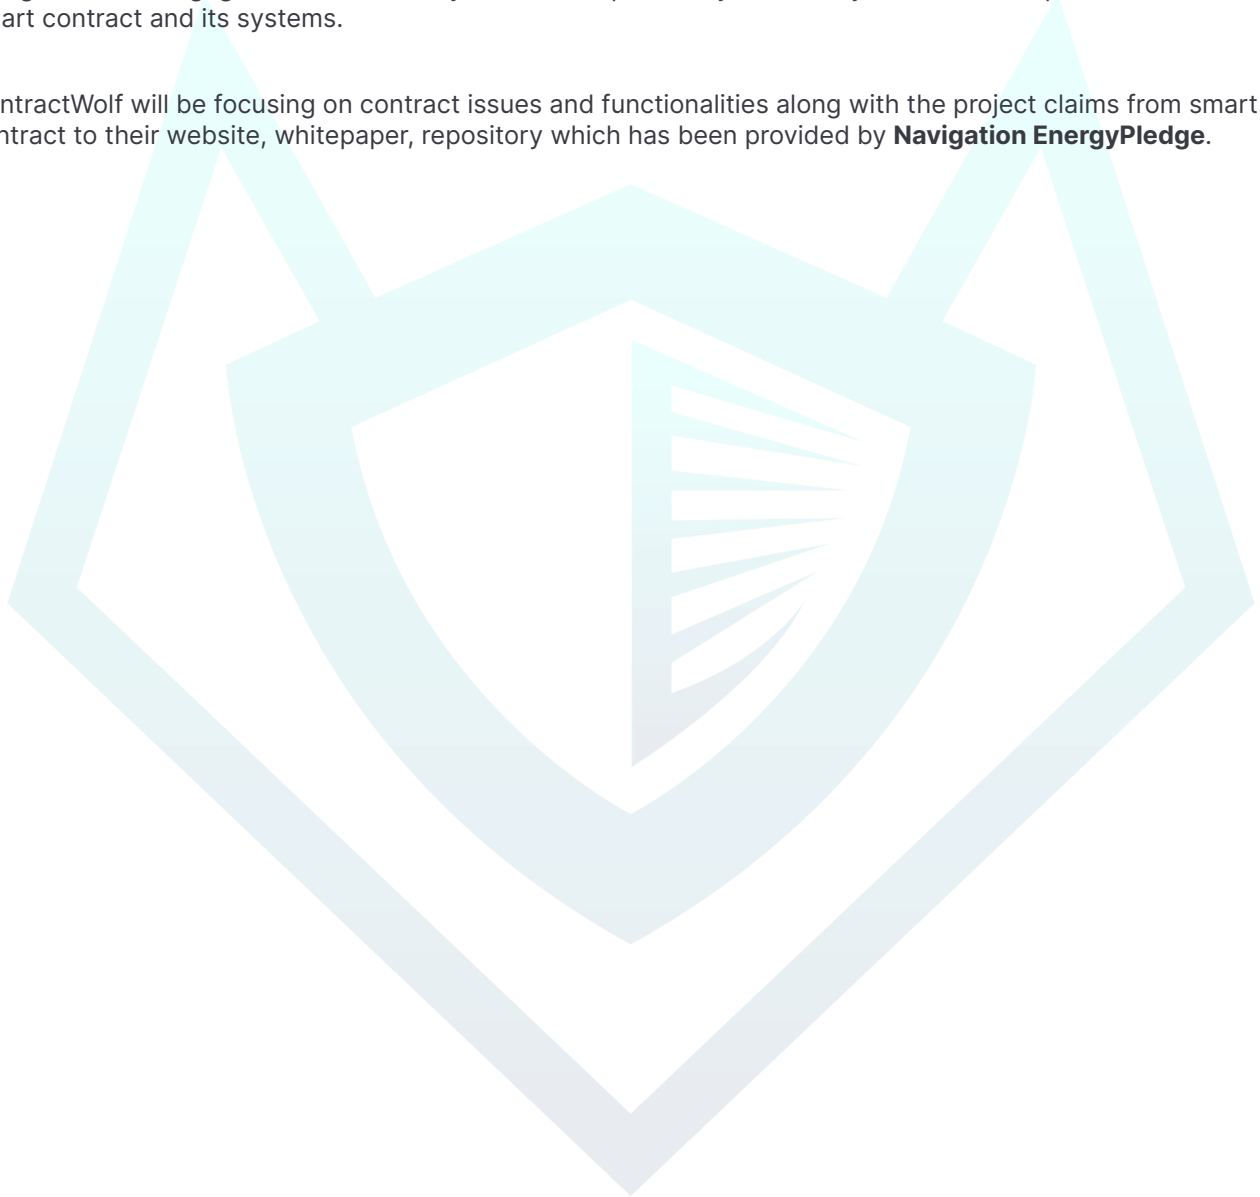 art contract and its systems.
ntractWolf will be focusing on contract issues and functionalities along with the project claims from smart
ntract to their website, whitepaper, repository which has been provided by Navigation EnergyPledge.